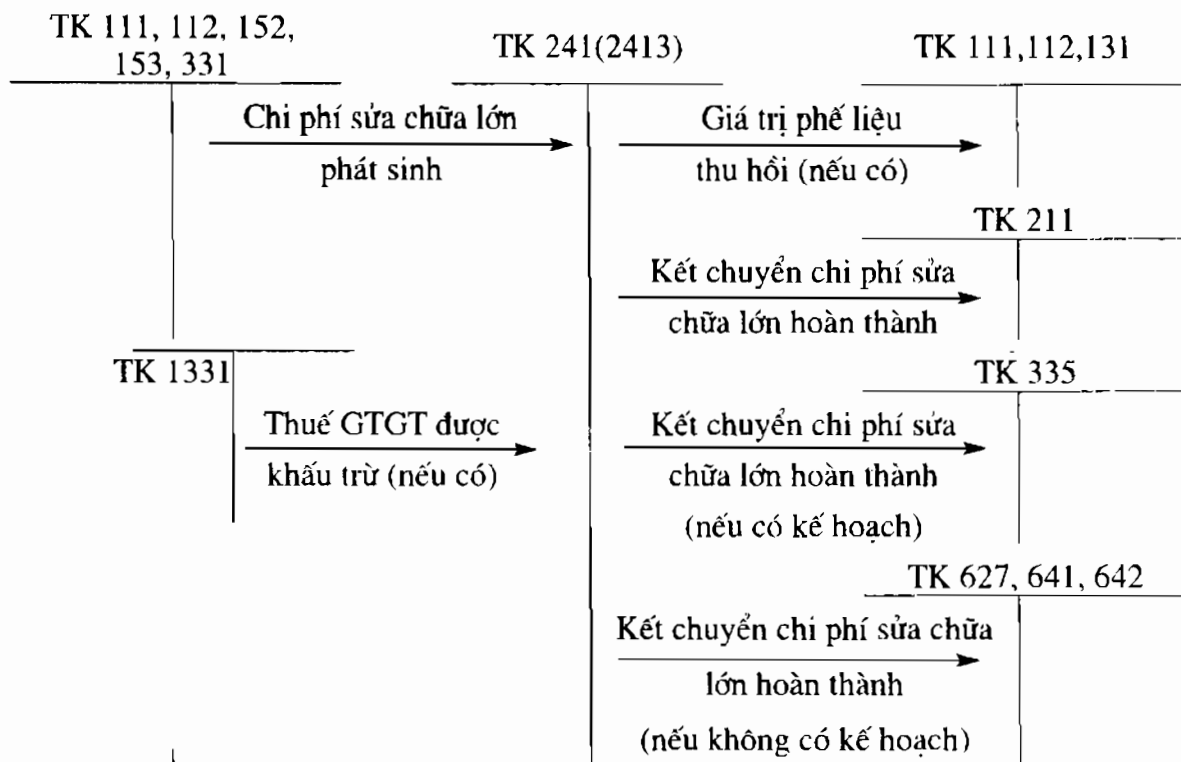 TK 111, 112, 152,
153, 331
TK 241(2413)
TK 111,112,131
Chi phí sửa chữa lớn
phát sinh
Giá trị phế liệu
thu hồi (nếu có)
TK 211
Kết chuyển chi phí sửa
chữa lớn hoàn thành
TK 1331
TK 335
Thuế GTGT được
khấu trừ (nếu có)
Kết chuyển chi phí sửa
chữa lớn hoàn thành
(nếu có kế hoạch)
TK 627, 641, 642
Kết chuyển chi phí sửa chữa
lớn hoàn thành
(nếu không có kế hoạch)